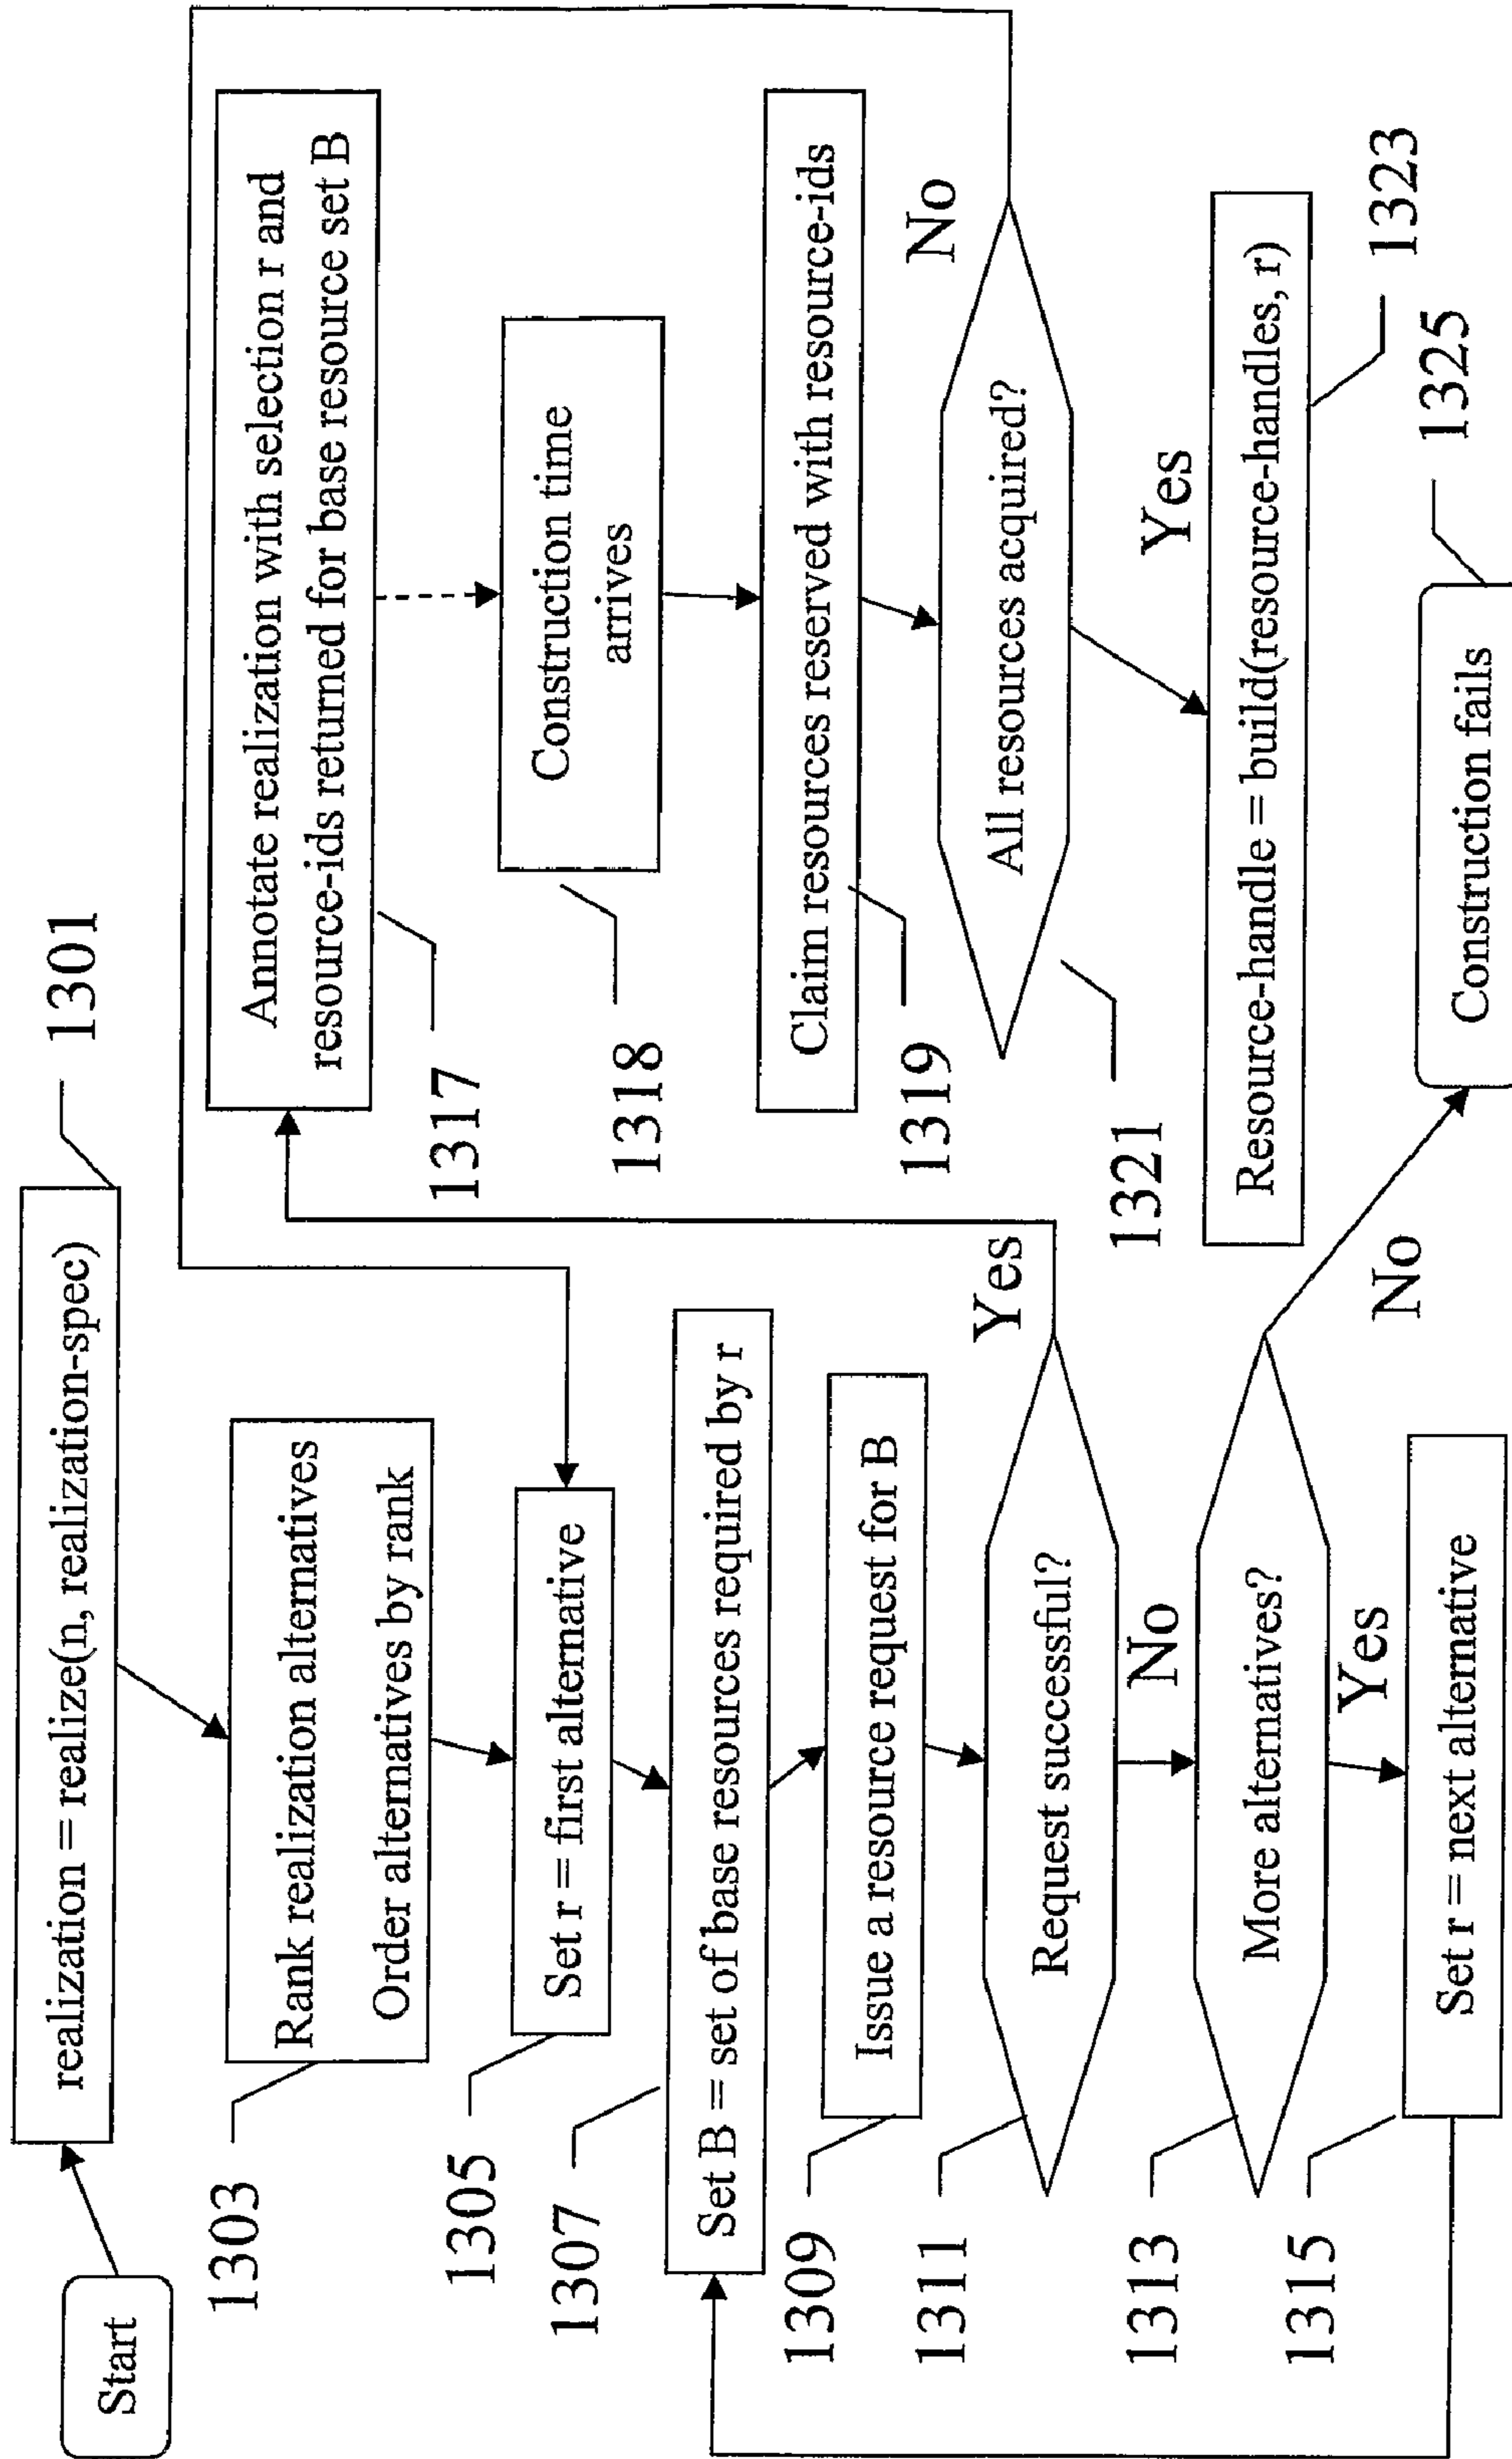 Start
realization = realize(n, realization-spec)
1301
1303
Rank realization alternatives
Order alternatives by rank
1305
Set r = first alternative
1307
Set B = set of base resources required by r
1309
Issue a resource request for B
1311
Request successful?
Yes
No
1313
More alternatives?
No
Yes
1315
Set r = next alternative
Annotate realization with selection r and
resource-ids returned for base resource set B
1317
Construction time
arrives
1318
Claim resources reserved with resource-ids
1319
All resources acquired?
No
1321
Yes
Resource-handle = build(resource-handles, r)
1323
Construction fails
1325